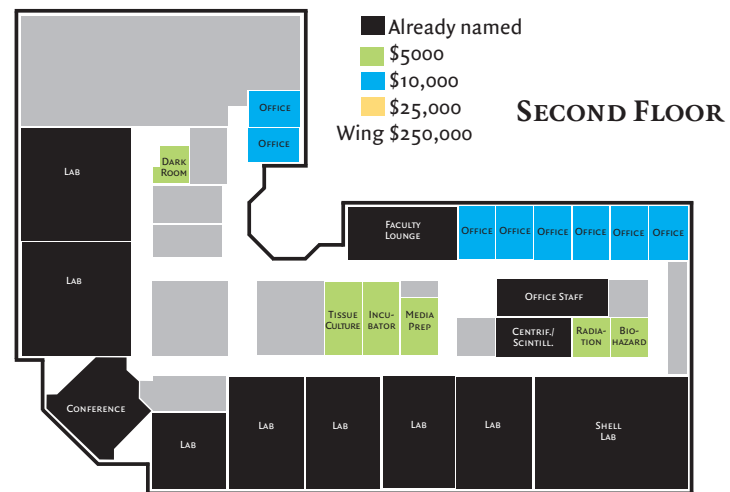 Already named
$5000
$10,000
$25,000
Wing $250,000
Second Floor
Office
Office
Dark
Room
Lab
Lab
Faculty
Lounge
Office
Office
Office
Office
Office
Office
Office Staff
Tissue
Culture
Incu-
bator
Media
Prep
Centrif./
Scintill.
Radia-
tion
Bio-
hazard
Conference
Lab
Lab
Lab
Lab
Lab
Shell
Lab